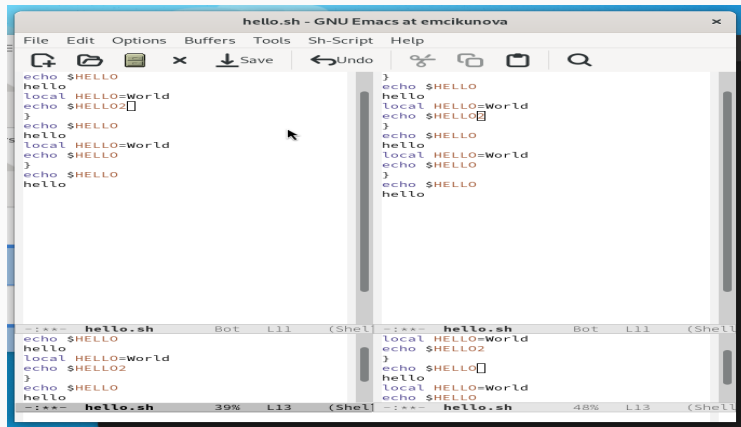 hello.sh - GNU Emacs at emcikunova ×
File Edit Options Buffers Tools Sh-Script Help
Save Undo
echo $HELLO
hello
local HELLO=World
echo $HELLO2
}
echo $HELLO
hello
local HELLO=World
echo $HELLO
}
echo $HELLO
hello
-:**- hello.sh Bot L11 (Shel
}
echo $HELLO
hello
local HELLO=World
echo $HELLO2
}
echo $HELLO
hello
local HELLO=World
echo $HELLO
}
echo $HELLO
hello
-:**- hello.sh Bot L11 (Shell
echo $HELLO
hello
local HELLO=World
echo $HELLO2
}
echo $HELLO
hello
-:**- hello.sh 39% L13 (Shel
local HELLO=World
echo $HELLO2
}
echo $HELLO
hello
local HELLO=World
echo $HELLO
-:**- hello.sh 48% L13 (Shell